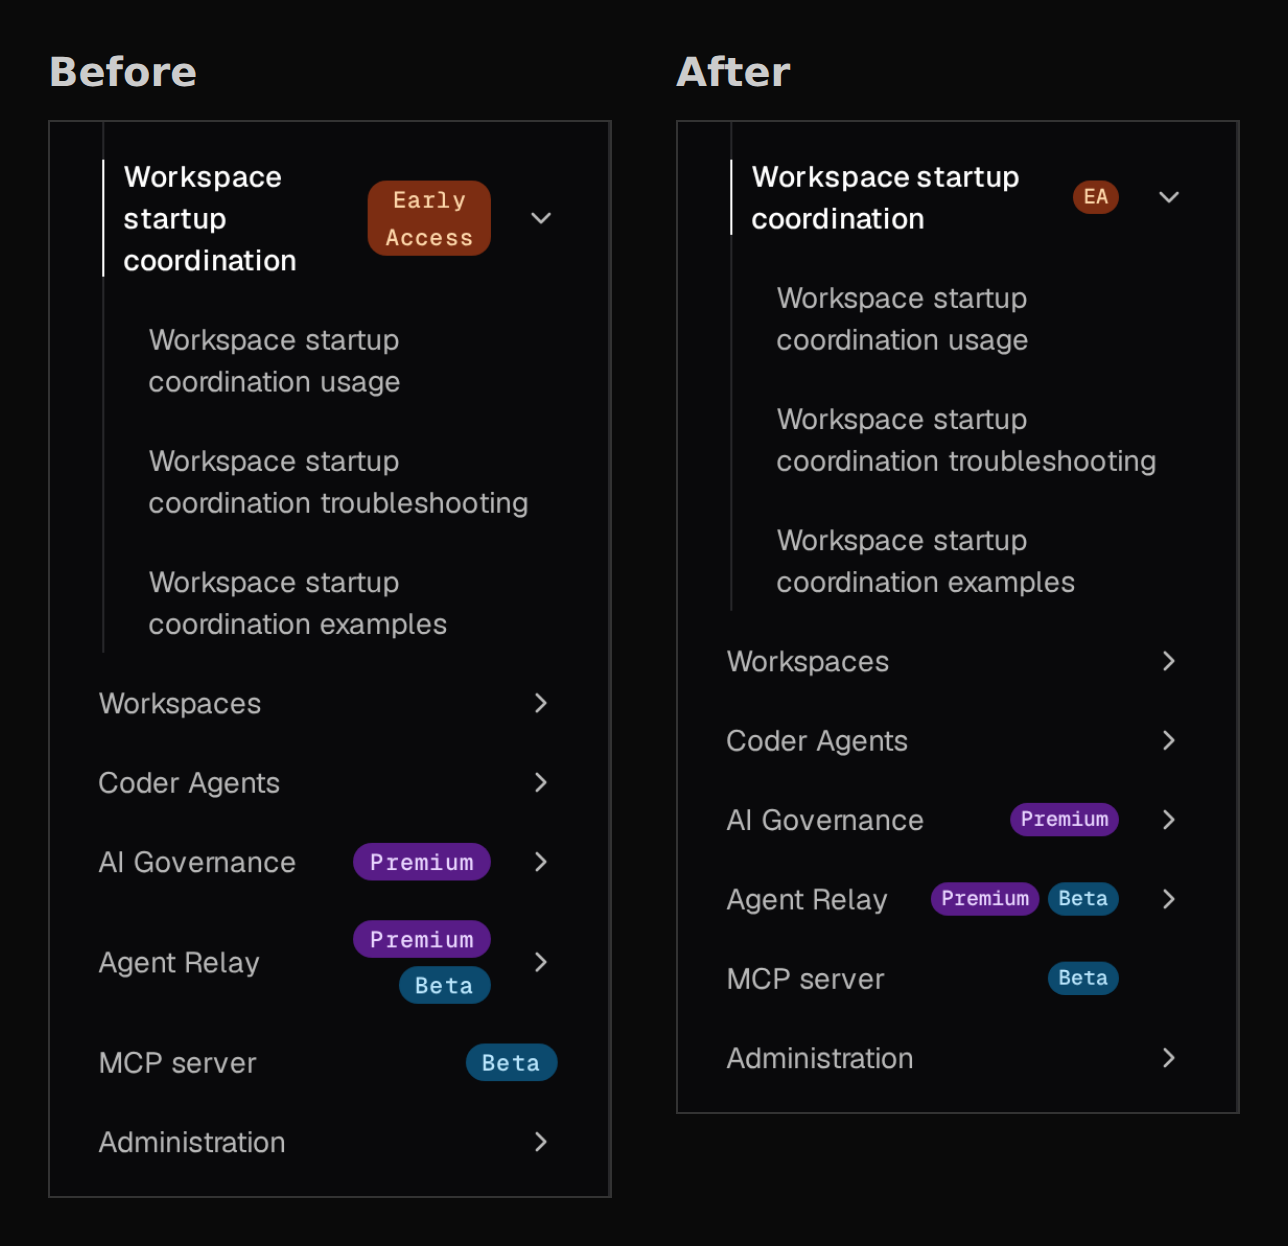 Before
Workspace
startup
coordination
Early
Access
Workspace startup
coordination usage
Workspace startup
coordination troubleshooting
Workspace startup
coordination examples
Workspaces
Coder Agents
AI Governance
Premium
Agent Relay
Premium
Beta
MCP server
Beta
Administration
After
Workspace startup
coordination
EA
Workspace startup
coordination usage
Workspace startup
coordination troubleshooting
Workspace startup
coordination examples
Workspaces
Coder Agents
AI Governance
Premium
Agent Relay
Premium
Beta
MCP server
Beta
Administration